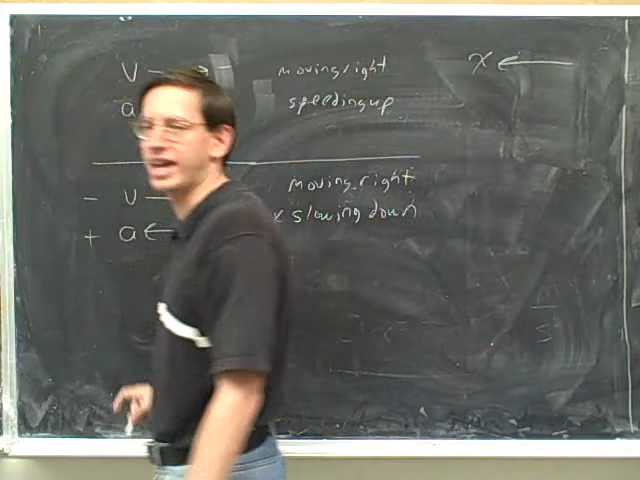 v → moving right x ←
a speeding up
- v — moving right
x slowing down
+ a ←
m
s